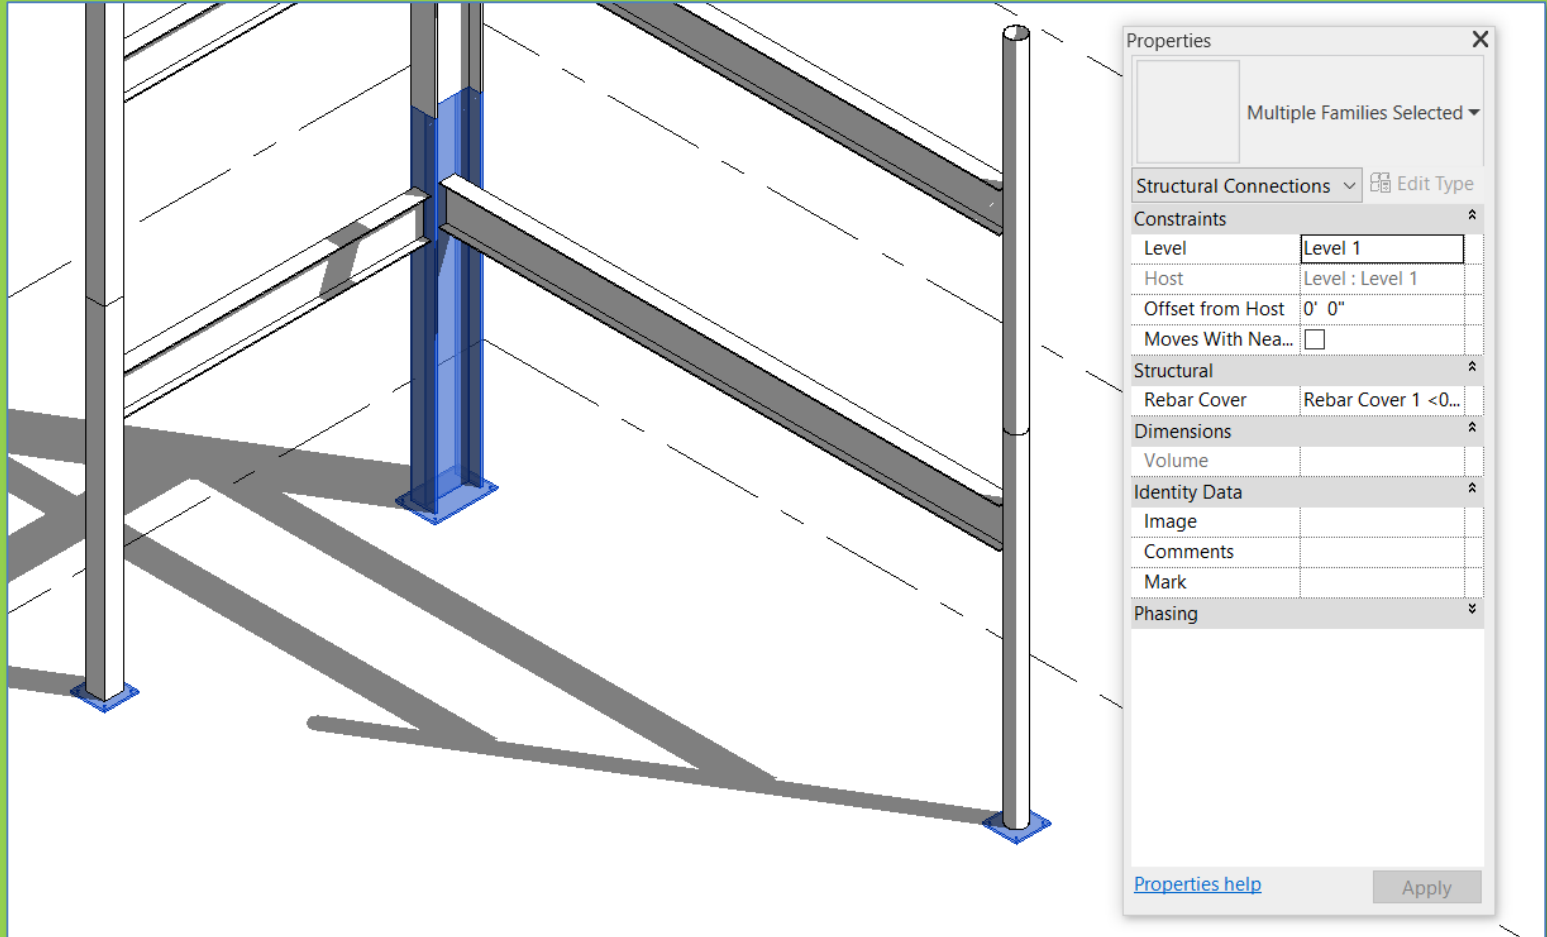 Properties
Multiple Families Selected
Structural Connections Edit Type
Constraints
Level Level 1
Host Level : Level 1
Offset from Host 0' 0"
Moves With Nea...
Structural
Rebar Cover Rebar Cover 1 <0...
Dimensions
Volume
Identity Data
Image
Comments
Mark
Phasing
Properties help Apply